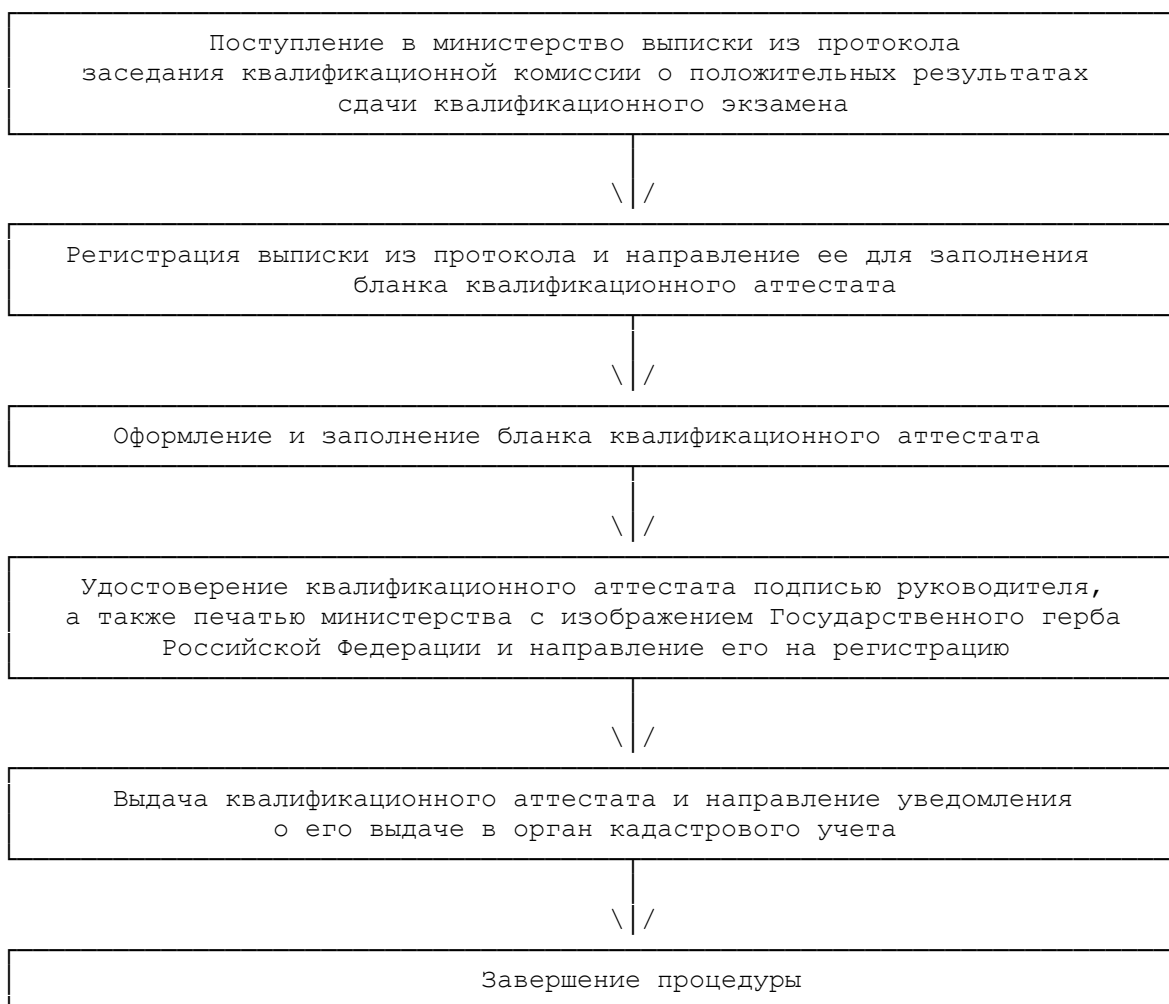 Поступление в министерство выписки из протокола
заседания квалификационной комиссии о положительных результатах
сдачи квалификационного экзамена
Регистрация выписки из протокола и направление ее для заполнения
бланка квалификационного аттестата
Оформление и заполнение бланка квалификационного аттестата
Удостоверение квалификационного аттестата подписью руководителя,
а также печатью министерства с изображением Государственного герба
Российской Федерации и направление его на регистрацию
Выдача квалификационного аттестата и направление уведомления
о его выдаче в орган кадастрового учета
Завершение процедуры